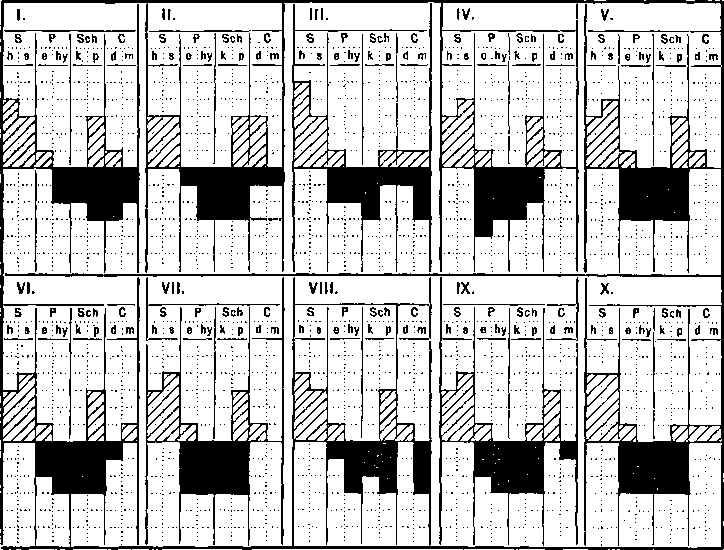 I. II. III. IV. V.
S P Sch C S P Sch C S P Sch C S P Sch C S P Sch C
h s e hy k p d m h s e hy k p d m h s e hy k p d m h s e hy k p d m h s e hy k p d m
VI. VII. VIII. IX. X.
S P Sch C S P Sch C S P Sch C S P Sch C S P Sch C
h s e hy k p d m h s e hy k p d m h s e hy k p d m h s e hy k p d m h s e hy k p d m